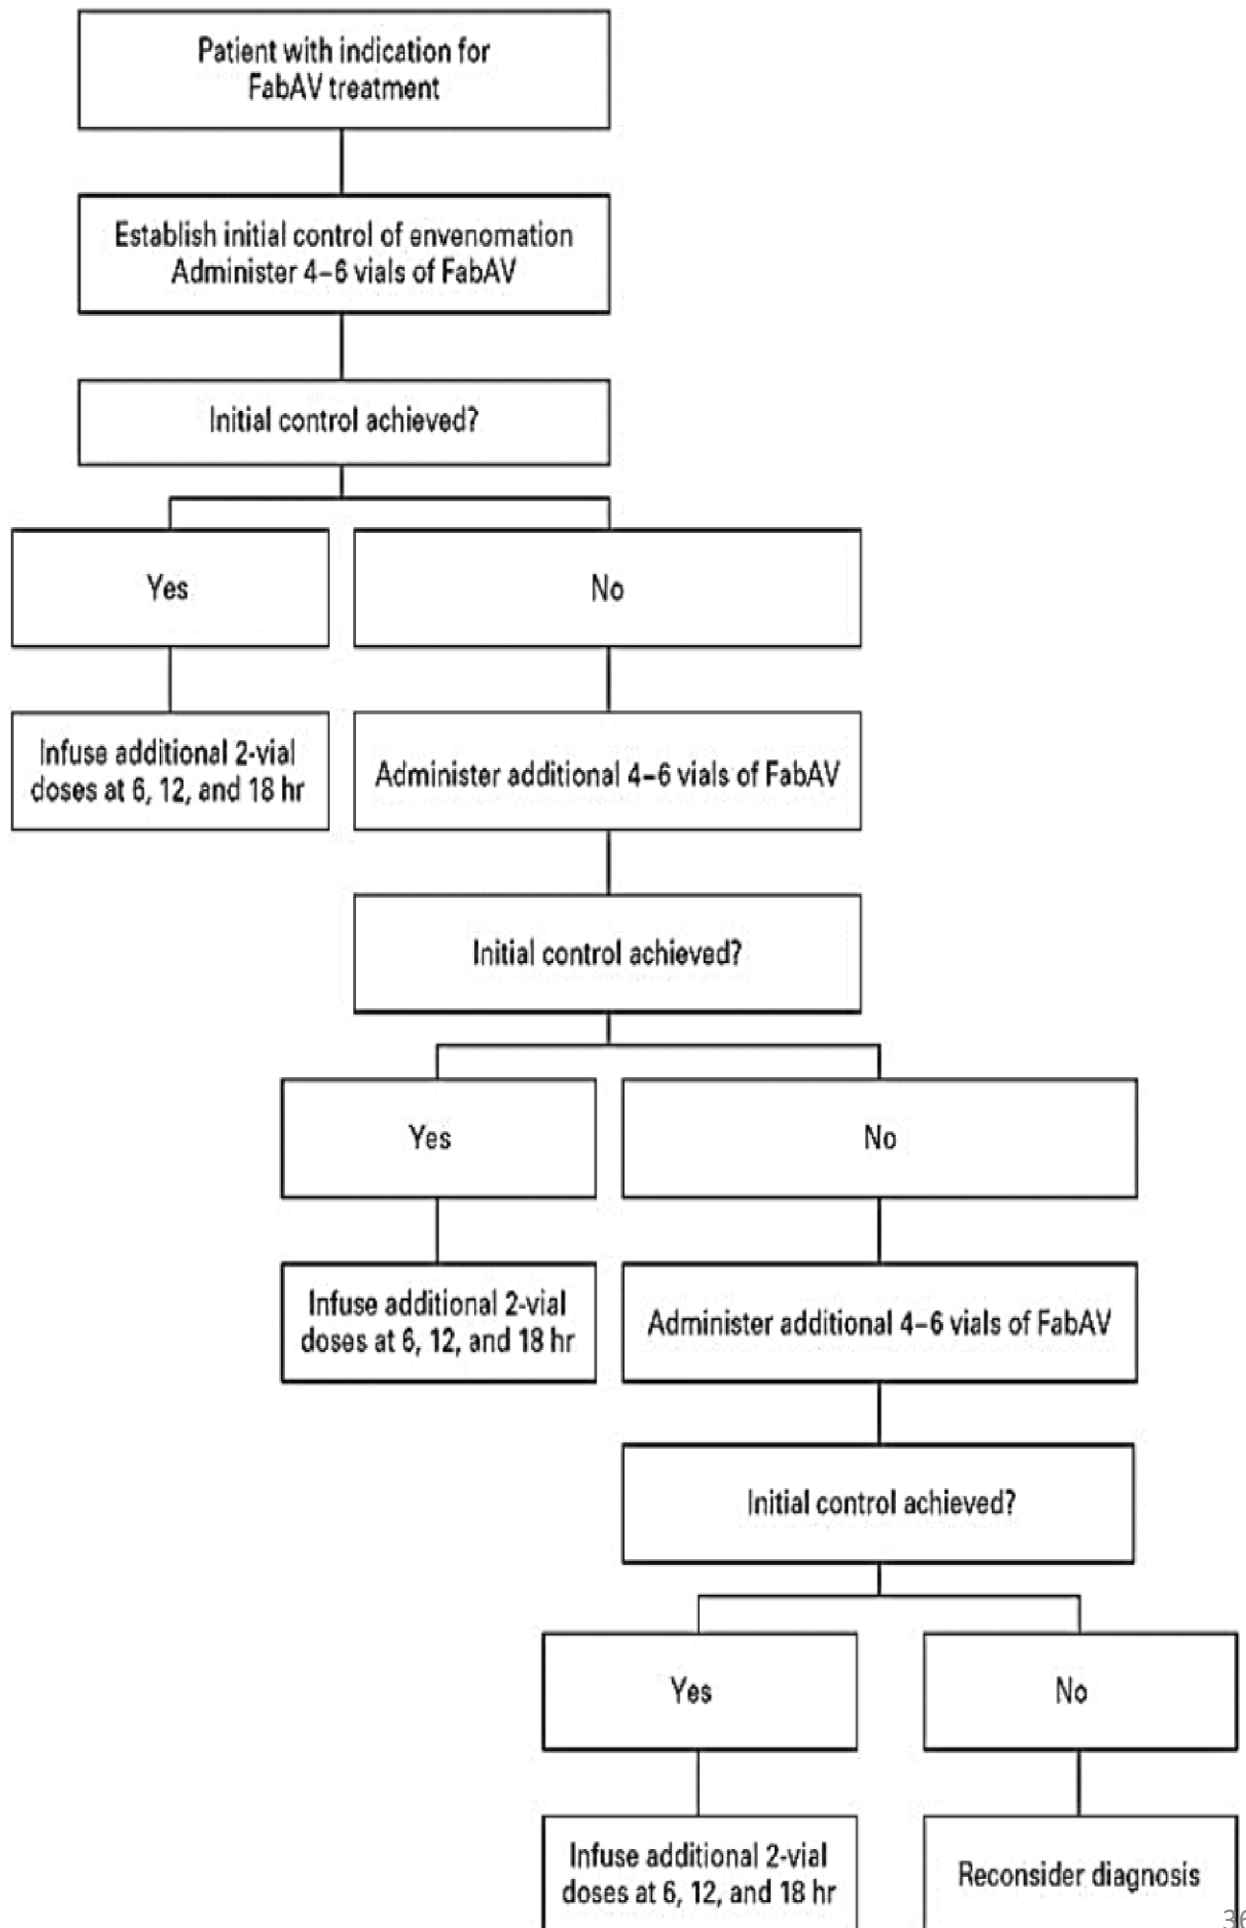 Patient with indication for
FabAV treatment
Establish initial control of envenomation
Administer 4–6 vials of FabAV
Initial control achieved?
Yes
No
Infuse additional 2-vial
doses at 6, 12, and 18 hr
Administer additional 4–6 vials of FabAV
Initial control achieved?
Yes
No
Infuse additional 2-vial
doses at 6, 12, and 18 hr
Administer additional 4–6 vials of FabAV
Initial control achieved?
Yes
No
Infuse additional 2-vial
doses at 6, 12, and 18 hr
Reconsider diagnosis